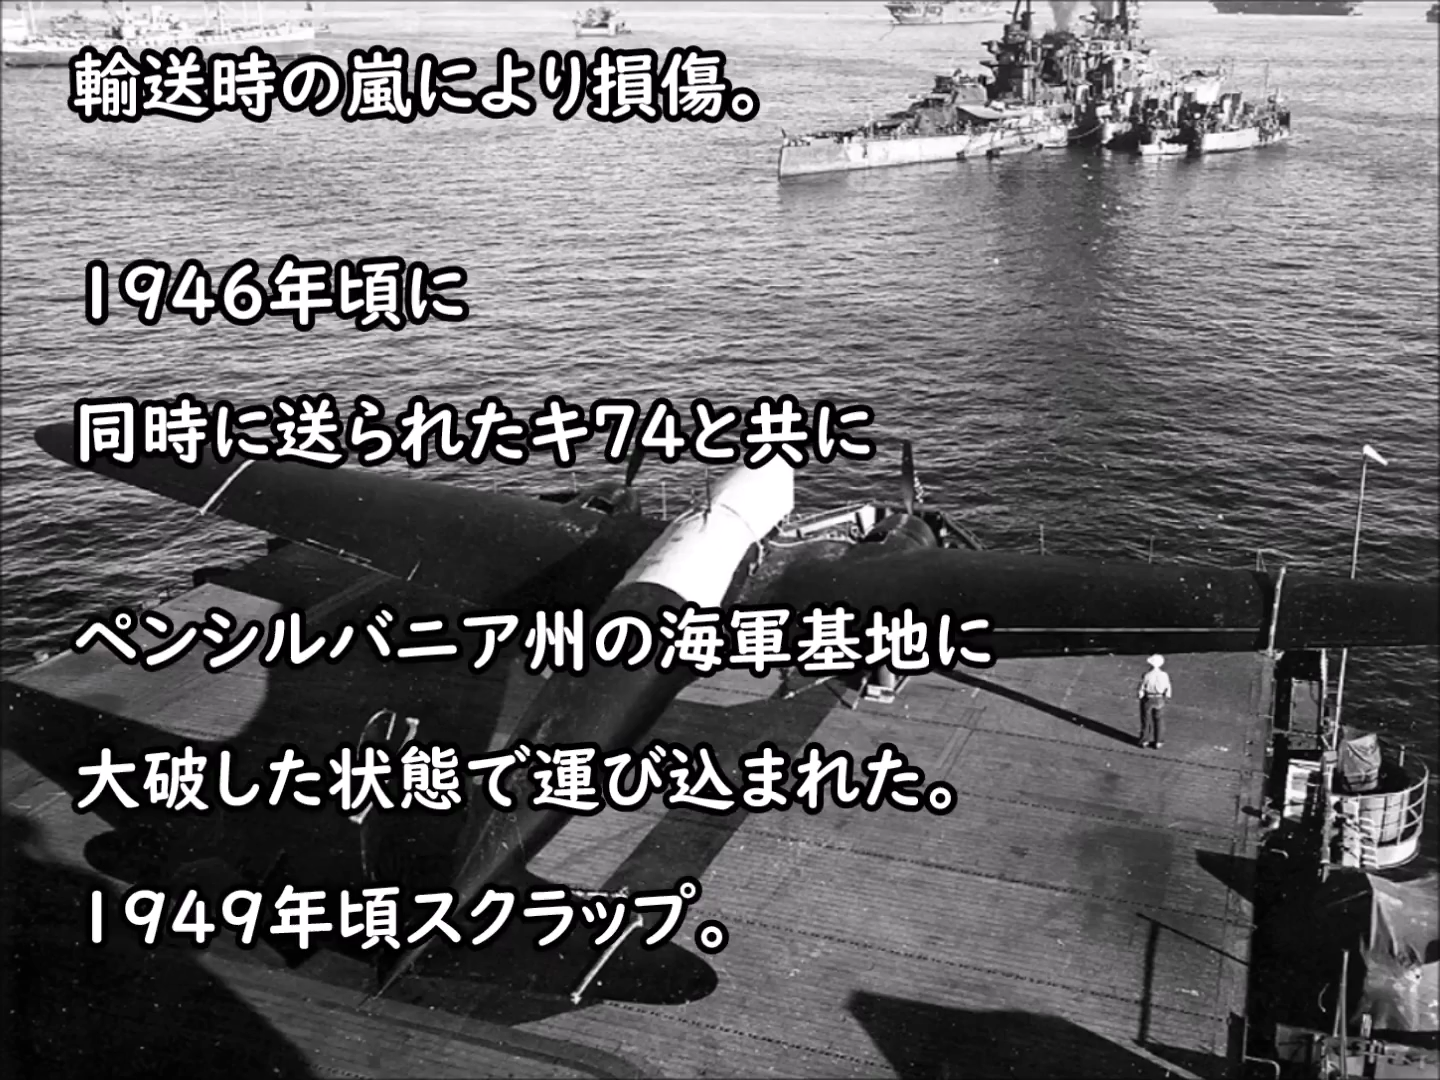 輸送時の嵐により損傷。
1946年頃に
同時に送られたキ74と共に
ペンシルバニア州の海軍基地に
大破した状態で運び込まれた。
1949年頃スクラップ。